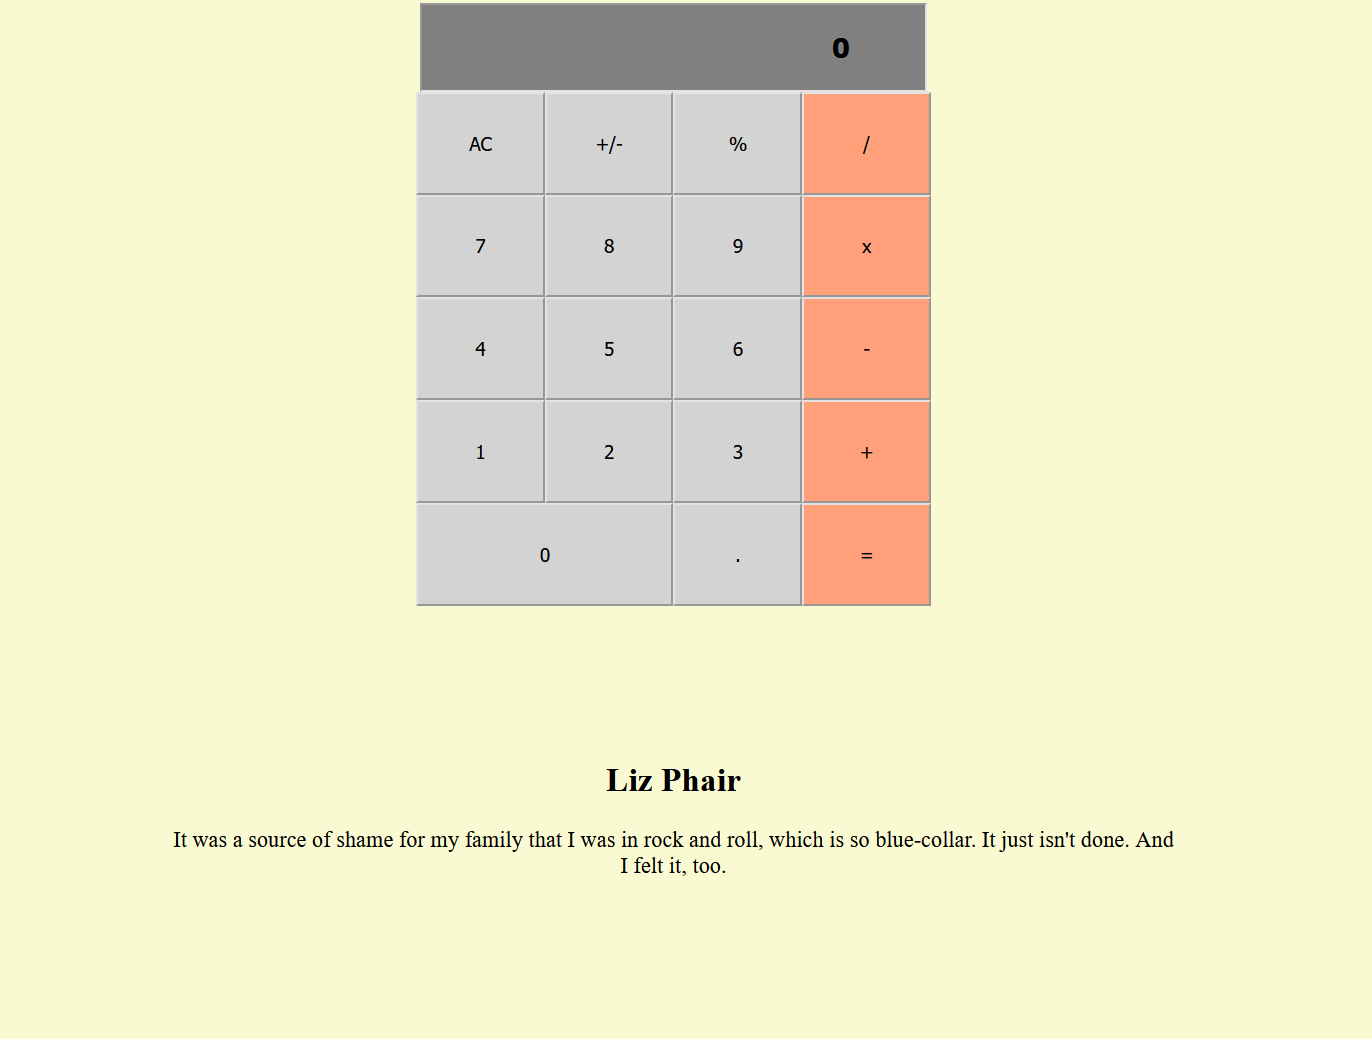 0
AC +/- % /
7 8 9 x
4 5 6 -
1 2 3 +
0 . =
Liz Phair
It was a source of shame for my family that I was in rock and roll, which is so blue-collar. It just isn't done. And
I felt it, too.